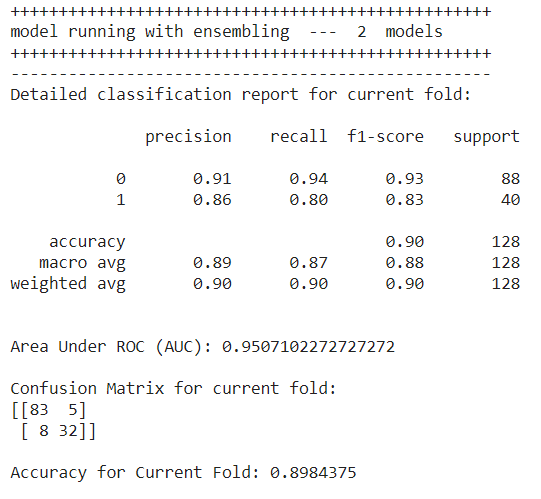 ++++++++++++++++++++++++++++++++++++++++++++++++++
model running with ensembling  ---  2  models
++++++++++++++++++++++++++++++++++++++++++++++++++
--------------------------------------------------
Detailed classification report for current fold:
              precision    recall  f1-score   support
           0       0.91      0.94      0.93        88
           1       0.86      0.80      0.83        40
    accuracy                           0.90       128
   macro avg       0.89      0.87      0.88       128
weighted avg       0.90      0.90      0.90       128
Area Under ROC (AUC): 0.9507102272727272
Confusion Matrix for current fold:
[[83  5]
 [ 8 32]]
Accuracy for Current Fold: 0.8984375